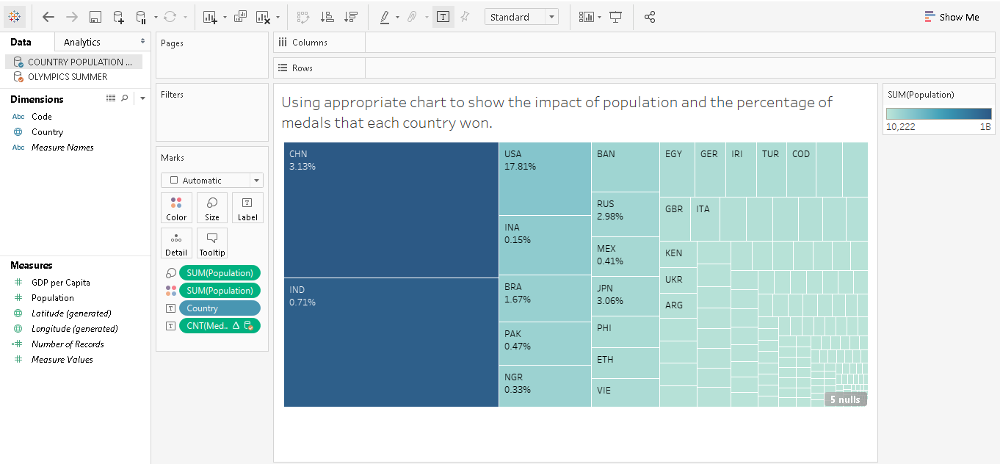 Standard
Show Me
Data
Analytics
COUNTRY POPULATION ...
OLYMPICS SUMMER
Dimensions
Abc Code
Country
Abc Measure Names
Measures
GDP per Capita
Population
Latitude (generated)
Longitude (generated)
Number of Records
Measure Values
Pages
Filters
Marks
Automatic
Color Size T Label
Detail Tooltip
SUM(Population)
SUM(Population)
T Country
T CNT(Med.. Δ
Columns
Rows
Using appropriate chart to show the impact of population and the percentage of
medals that each country won.
CHN
3.13%
IND
0.71%
USA
17.81%
INA
0.15%
BRA
1.67%
PAK
0.47%
NGR
0.33%
BAN
RUS
2.98%
MEX
0.41%
JPN
3.06%
PHI
ETH
VIE
EGY GER IRI TUR COD
GBR ITA
KEN
UKR
ARG
5 nulls
SUM(Population)
10,222 1B